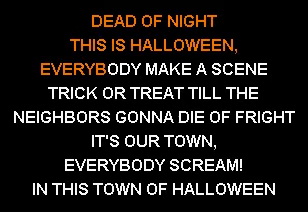 DEAD OF NIGHT
THIS IS HALLOWEEN,
EVERYBODY MAKE A SCENE
TRICK OR TREAT TILL THE
NEIGHBORS GONNA DIE OF FRIGHT
IT'S OUR TOWN,
EVERYBODY SCREAM!
IN THIS TOWN OF HALLOWEEN